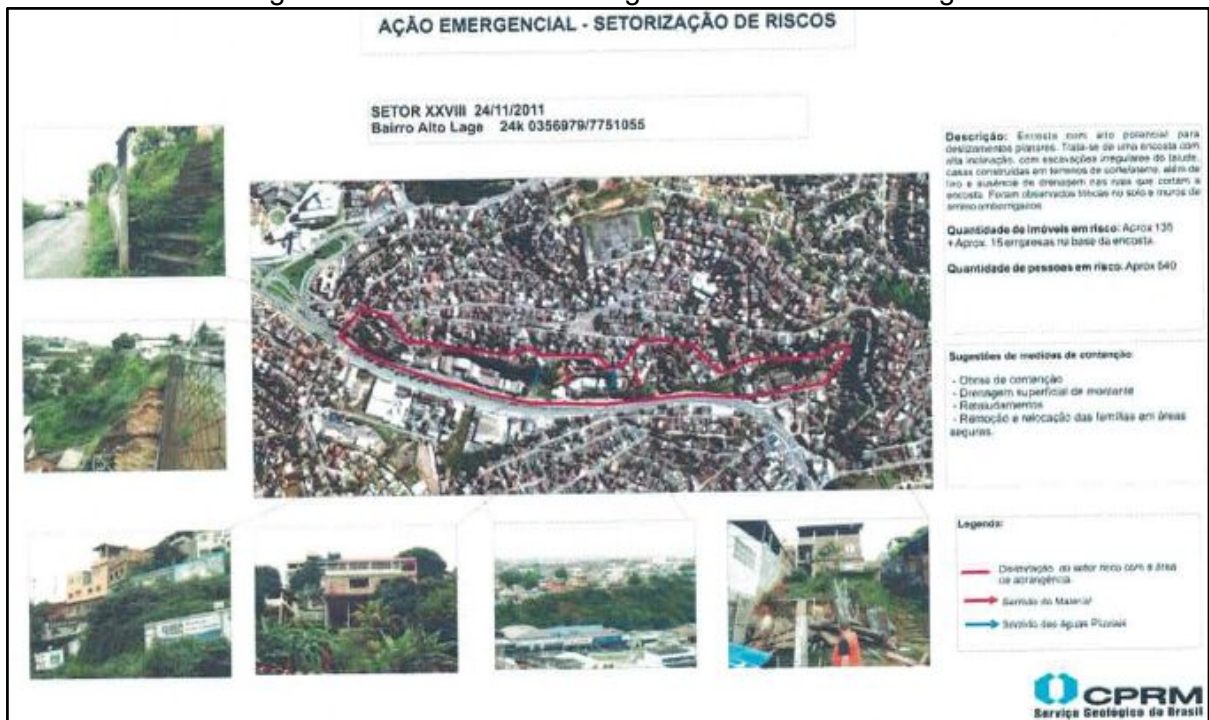 AÇÃO EMERGENCIAL - SETORIZAÇÃO DE RISCOS
SETOR XXVIII 24/11/2011
Bairro Alto Lage 24k 0356979/7751055
Descrição: Encosta com alto potencial para
deslizamentos planares. Trata-se de uma encosta com
alta inclinação, com escavações irregulares do talude,
casas construídas em terrenos de corte/aterro, além de
lixo e ausência de drenagem nas ruas que cortam a
encosta. Foram observados trincas no solo e muros de
arrimo embarrigados
Quantidade de imóveis em risco: Aprox 135
+Aprox. 15 empresas na base da encosta.
Quantidade de pessoas em risco: Aprox 540
Sugestões de medidas de contenção:
- Obras de contenção
- Drenagem superficial de montante
- Retaludamentos
- Remoção e relocação das famílias em áreas
seguras.
Legenda:
Delimitação do setor risco com a área
de abrangência.
Sentido do Material
Sentido das Águas Pluviais
CPRM
Serviço Geológico do Brasil